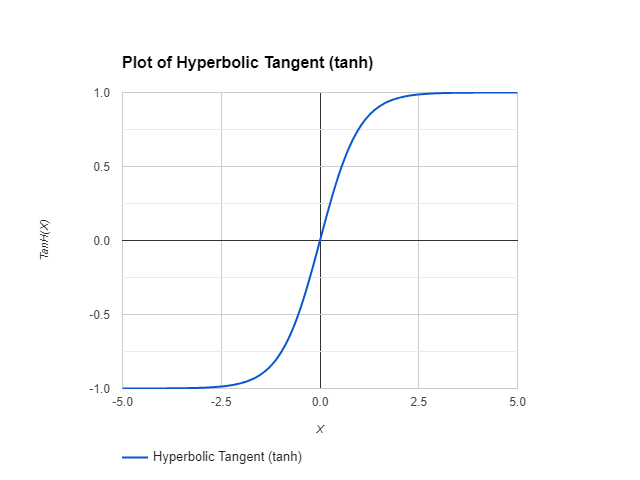 Plot of Hyperbolic Tangent (tanh)
1.0
0.5
0.0
-0.5
-1.0
TanH(X)
-5.0
-2.5
0.0
2.5
5.0
X
Hyperbolic Tangent (tanh)